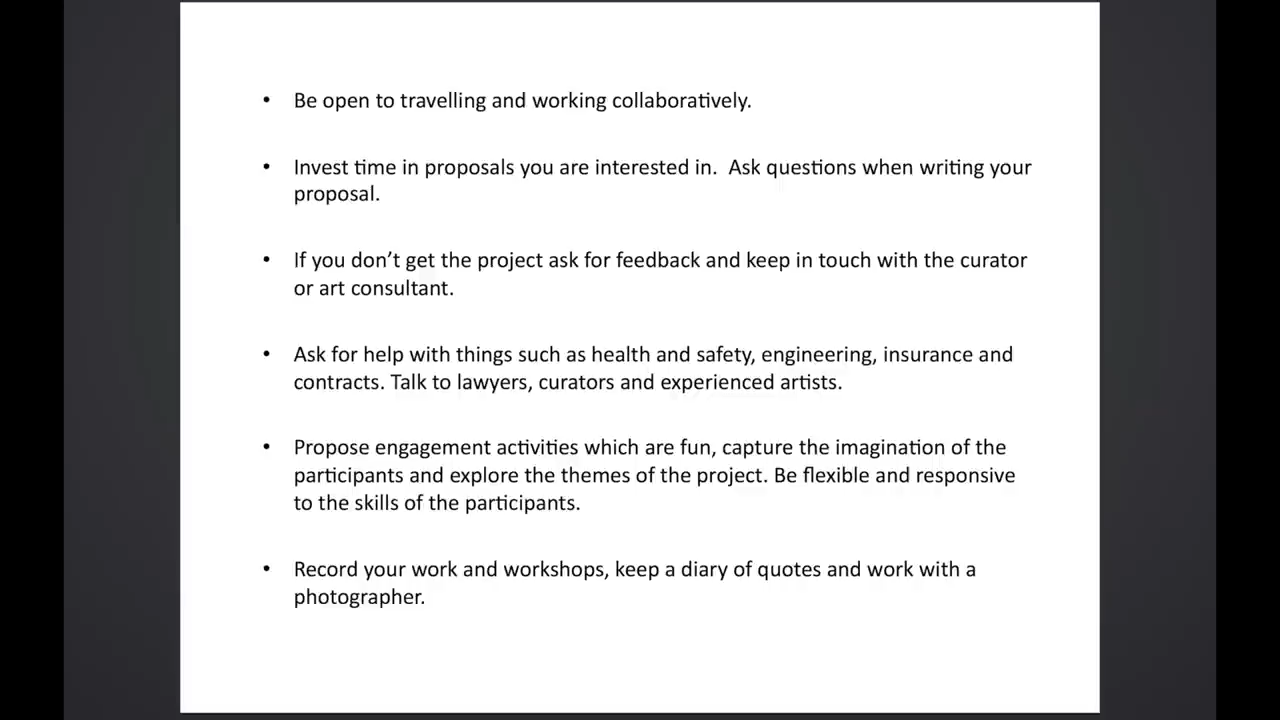 • Be open to travelling and working collaboratively.
• Invest time in proposals you are interested in.  Ask questions when writing your
proposal.
• If you don’t get the project ask for feedback and keep in touch with the curator
or art consultant.
• Ask for help with things such as health and safety, engineering, insurance and
contracts. Talk to lawyers, curators and experienced artists.
• Propose engagement activities which are fun, capture the imagination of the
participants and explore the themes of the project. Be flexible and responsive
to the skills of the participants.
• Record your work and workshops, keep a diary of quotes and work with a
photographer.